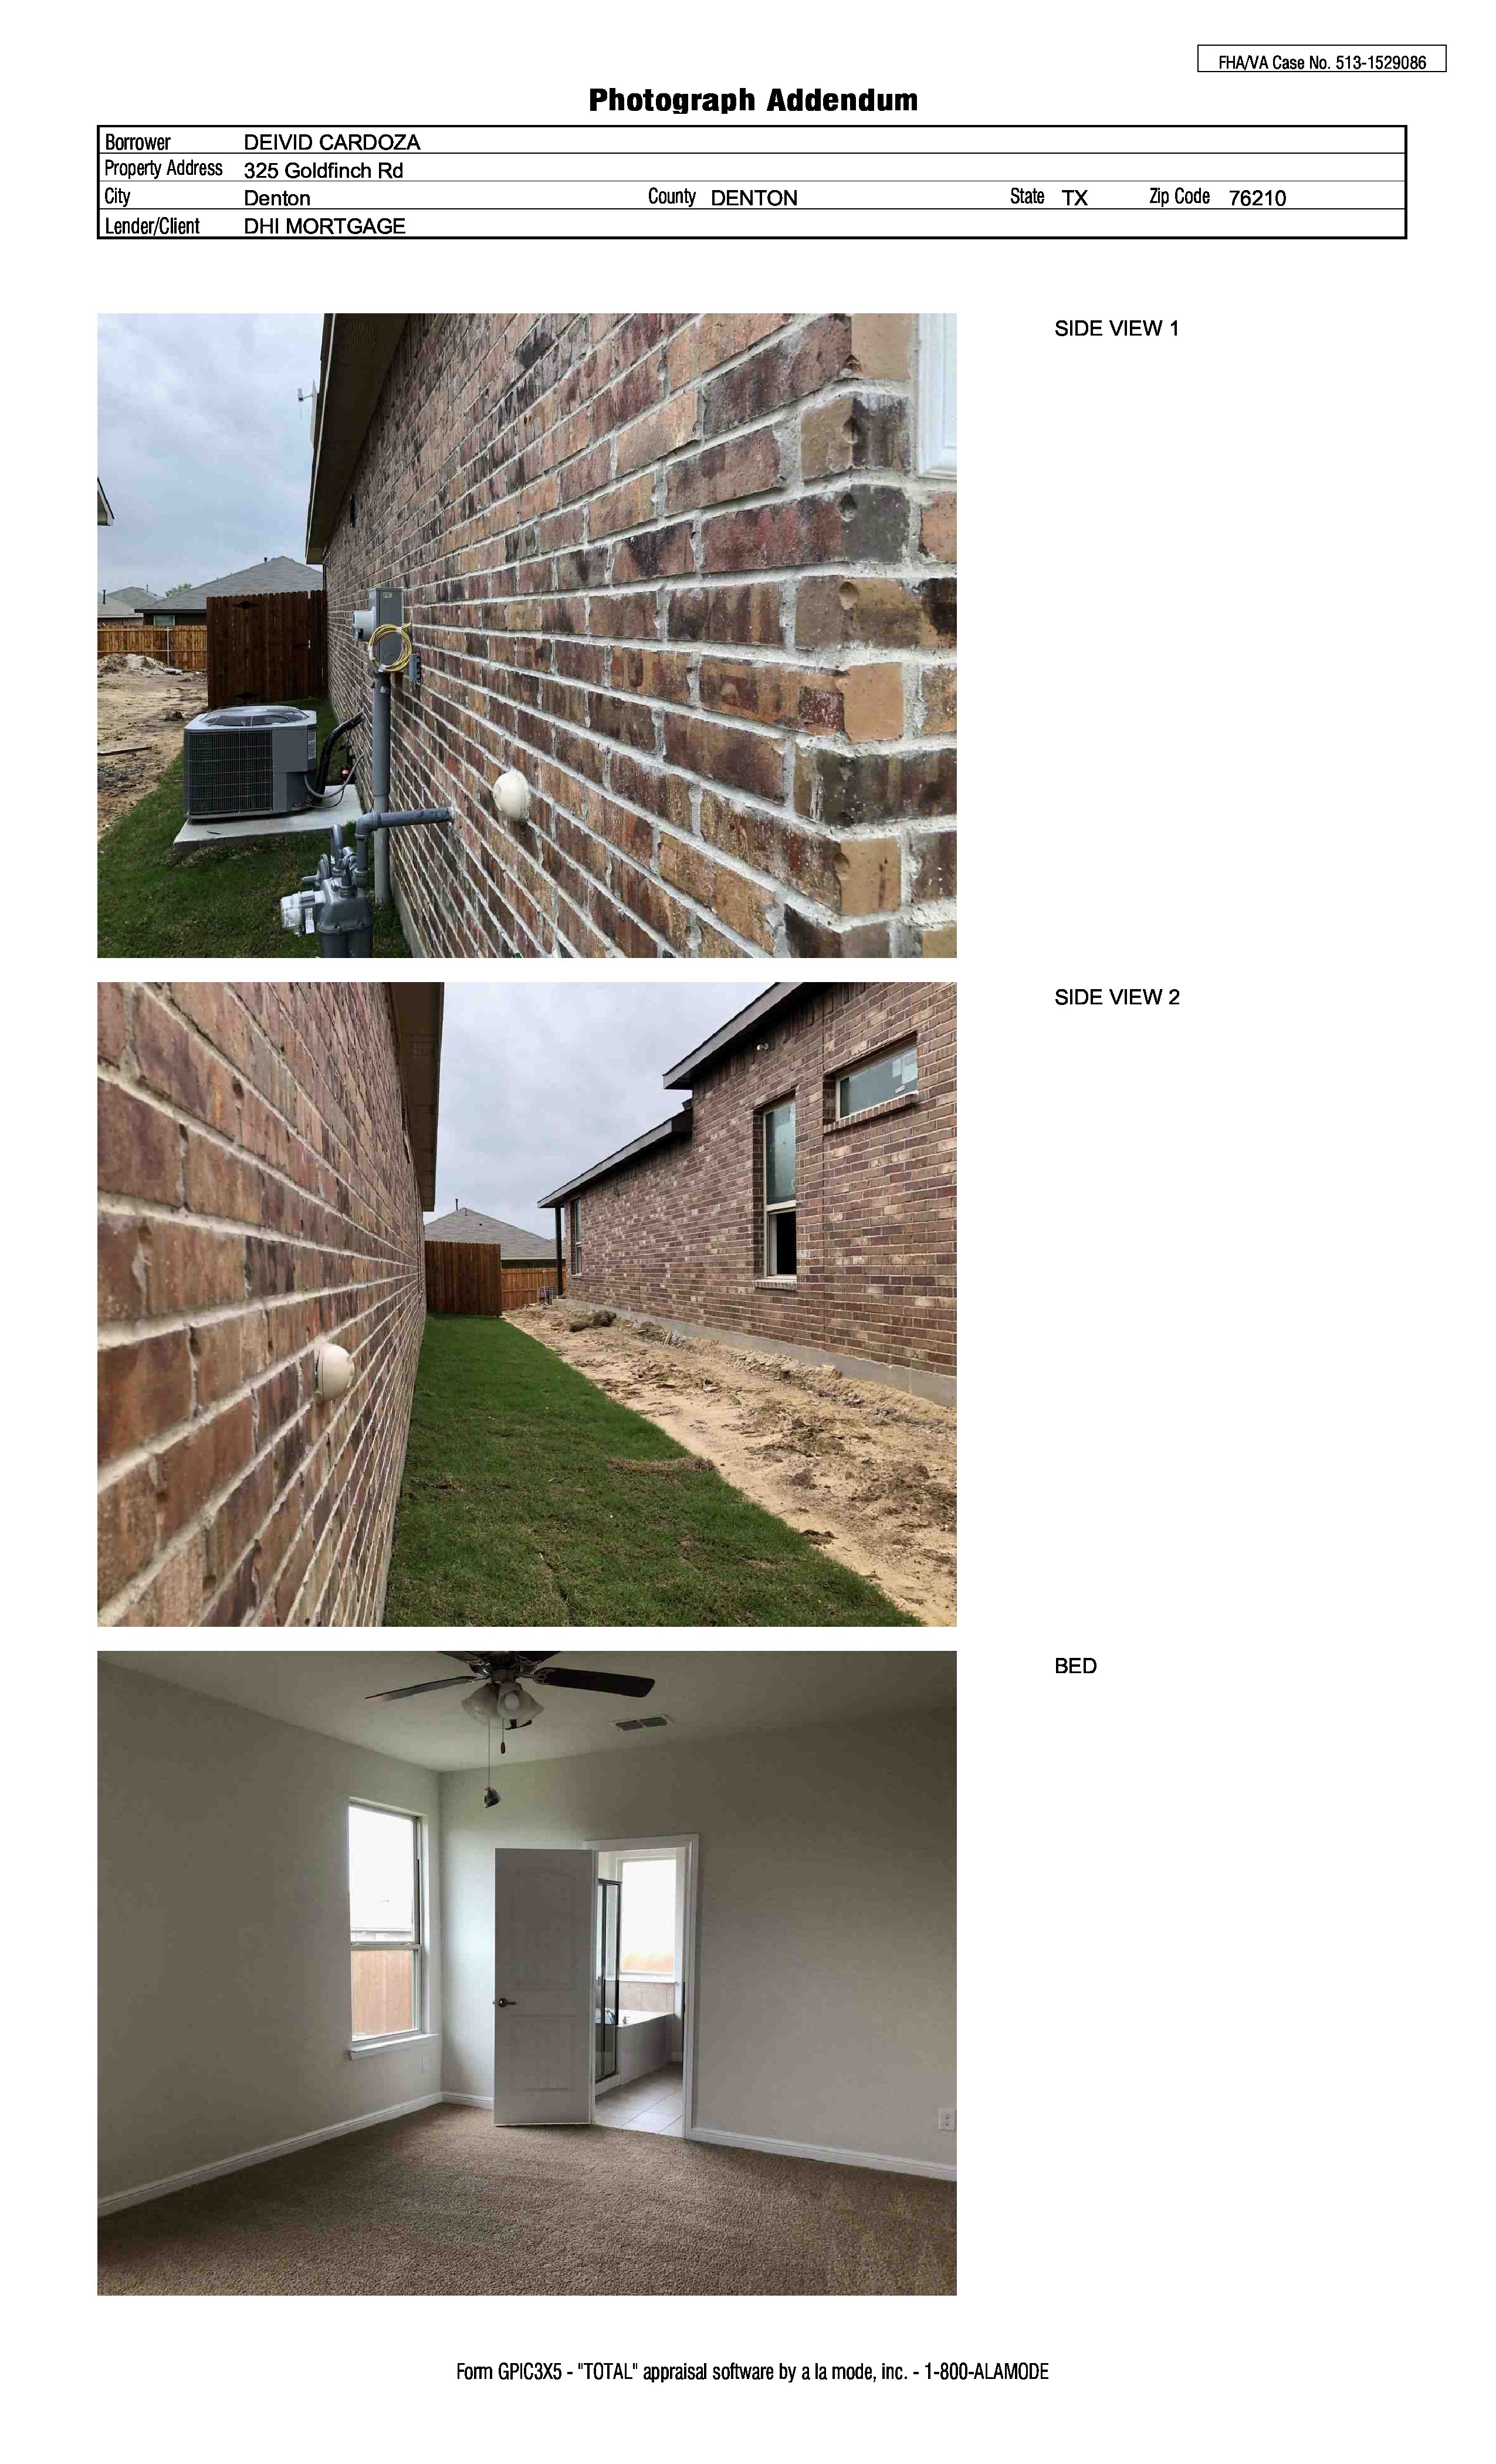 FHA/VA Case No. 513-1529086
Photograph Addendum
Borrower DEIVID CARDOZA
Property Address 325 Goldfinch Rd
City Denton County DENTON State TX Zip Code 76210
Lender/Client DHI MORTGAGE
SIDE VIEW 1
SIDE VIEW 2
BED
Form GPIC3X5 - "TOTAL" appraisal software by a la mode, inc. - 1-800-ALAMODE